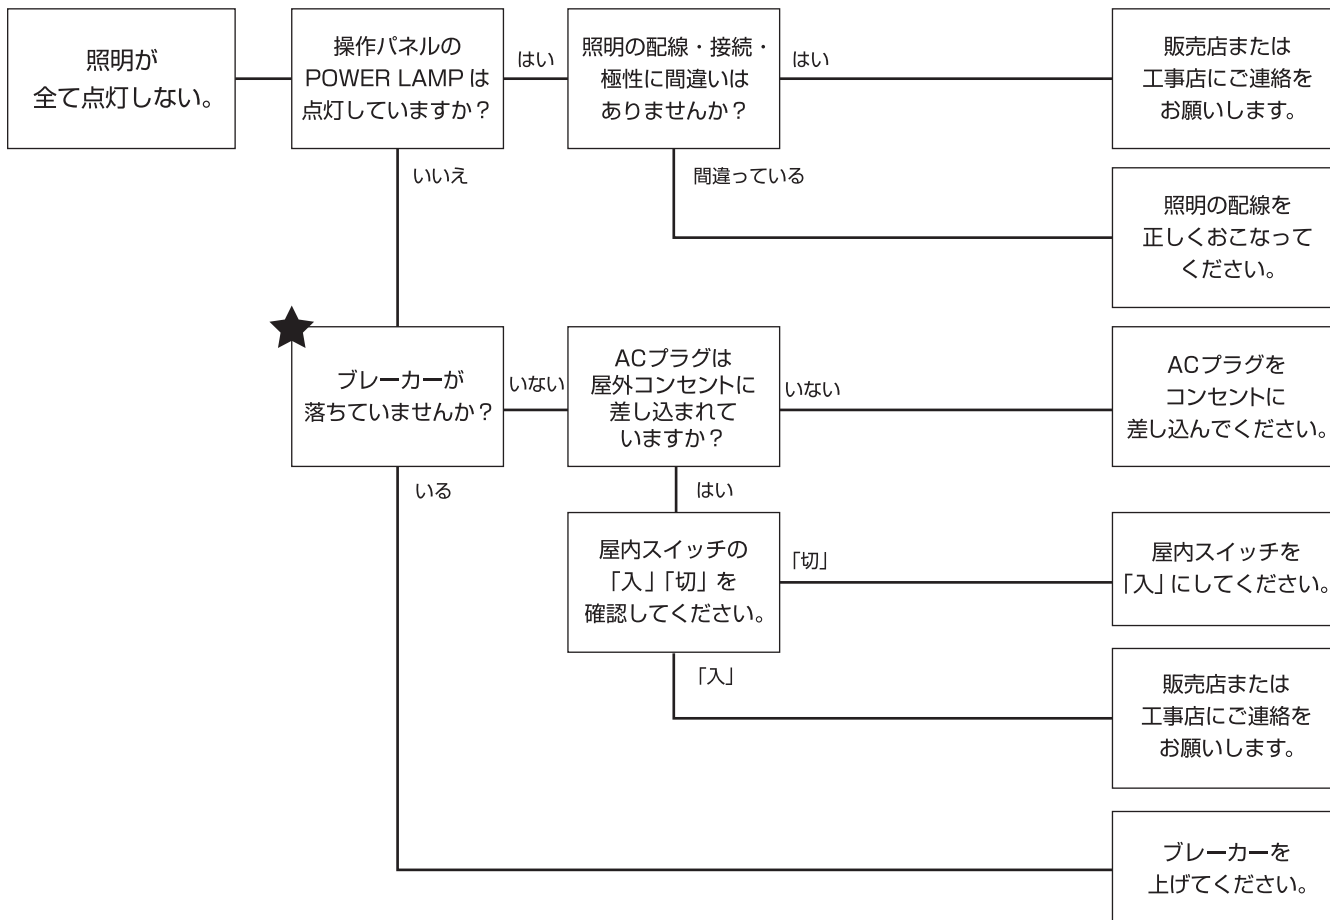 照明が
全て点灯しない。
操作パネルの
POWER LAMP は
点灯していますか？
はい
照明の配線・接続・
極性に間違いは
ありませんか？
はい
販売店または
工事店にご連絡を
お願いします。
いいえ
間違っている
照明の配線を
正しくおこなって
ください。
ブレーカーが
落ちていませんか？
いない
ACプラグは
屋外コンセントに
差し込まれて
いますか？
いない
ACプラグを
コンセントに
差し込んでください。
いる
はい
屋内スイッチの
「入」「切」を
確認してください。
「切」
屋内スイッチを
「入」にしてください。
「入」
販売店または
工事店にご連絡を
お願いします。
ブレーカーを
上げてください。